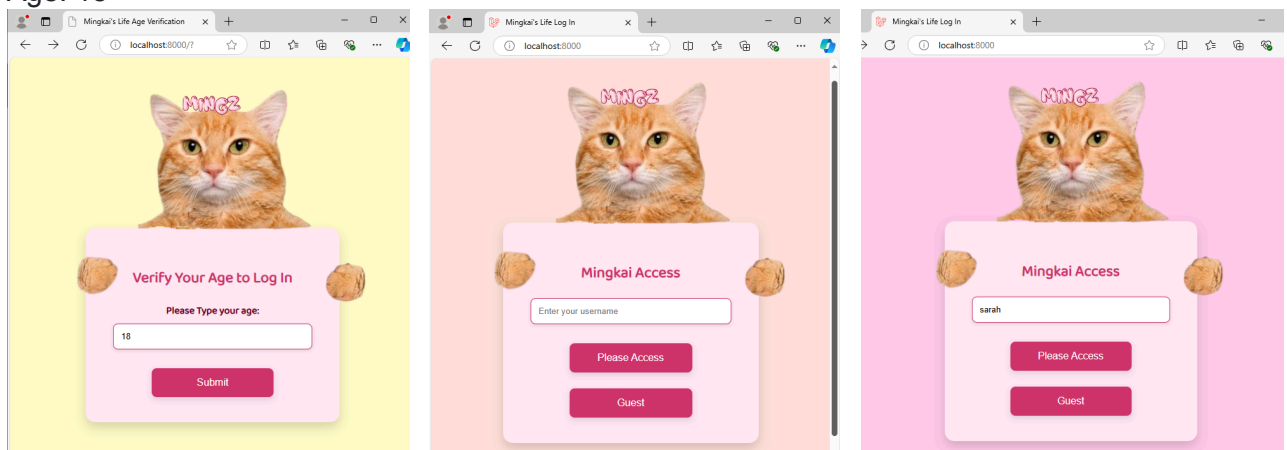 Mingkai's Life Age Verification
localhost:8000/?
MINGZ
Verify Your Age to Log In
Please Type your age:
18
Submit
Mingkai's Life Log In
localhost:8000
MINGZ
Mingkai Access
Enter your username
Please Access
Guest
Mingkai's Life Log In
localhost:8000
MINGZ
Mingkai Access
sarah
Please Access
Guest